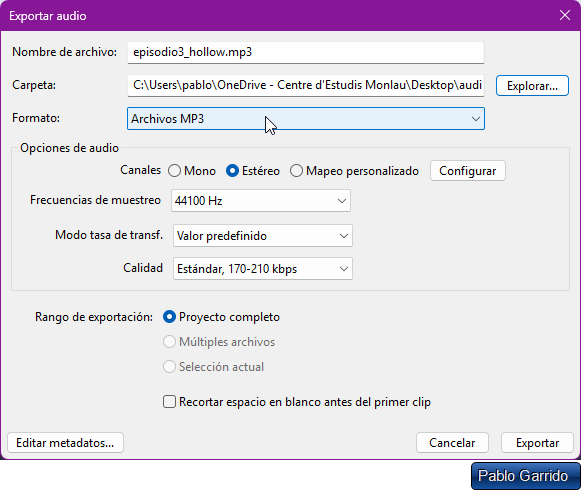 Exportar audio
Nombre de archivo: episodio3_hollow.mp3
Carpeta: C:\Users\pablo\OneDrive - Centre d'Estudis Monlau\Desktop\audi Explorar...
Formato: Archivos MP3
Opciones de audio
Canales Mono Estéreo Mapeo personalizado Configurar
Frecuencias de muestreo 44100 Hz
Modo tasa de transf. Valor predefinido
Calidad Estándar, 170-210 kbps
Rango de exportación: Proyecto completo
Múltiples archivos
Selección actual
Recortar espacio en blanco antes del primer clip
Editar metadatos... Cancelar Exportar
Pablo Garrido